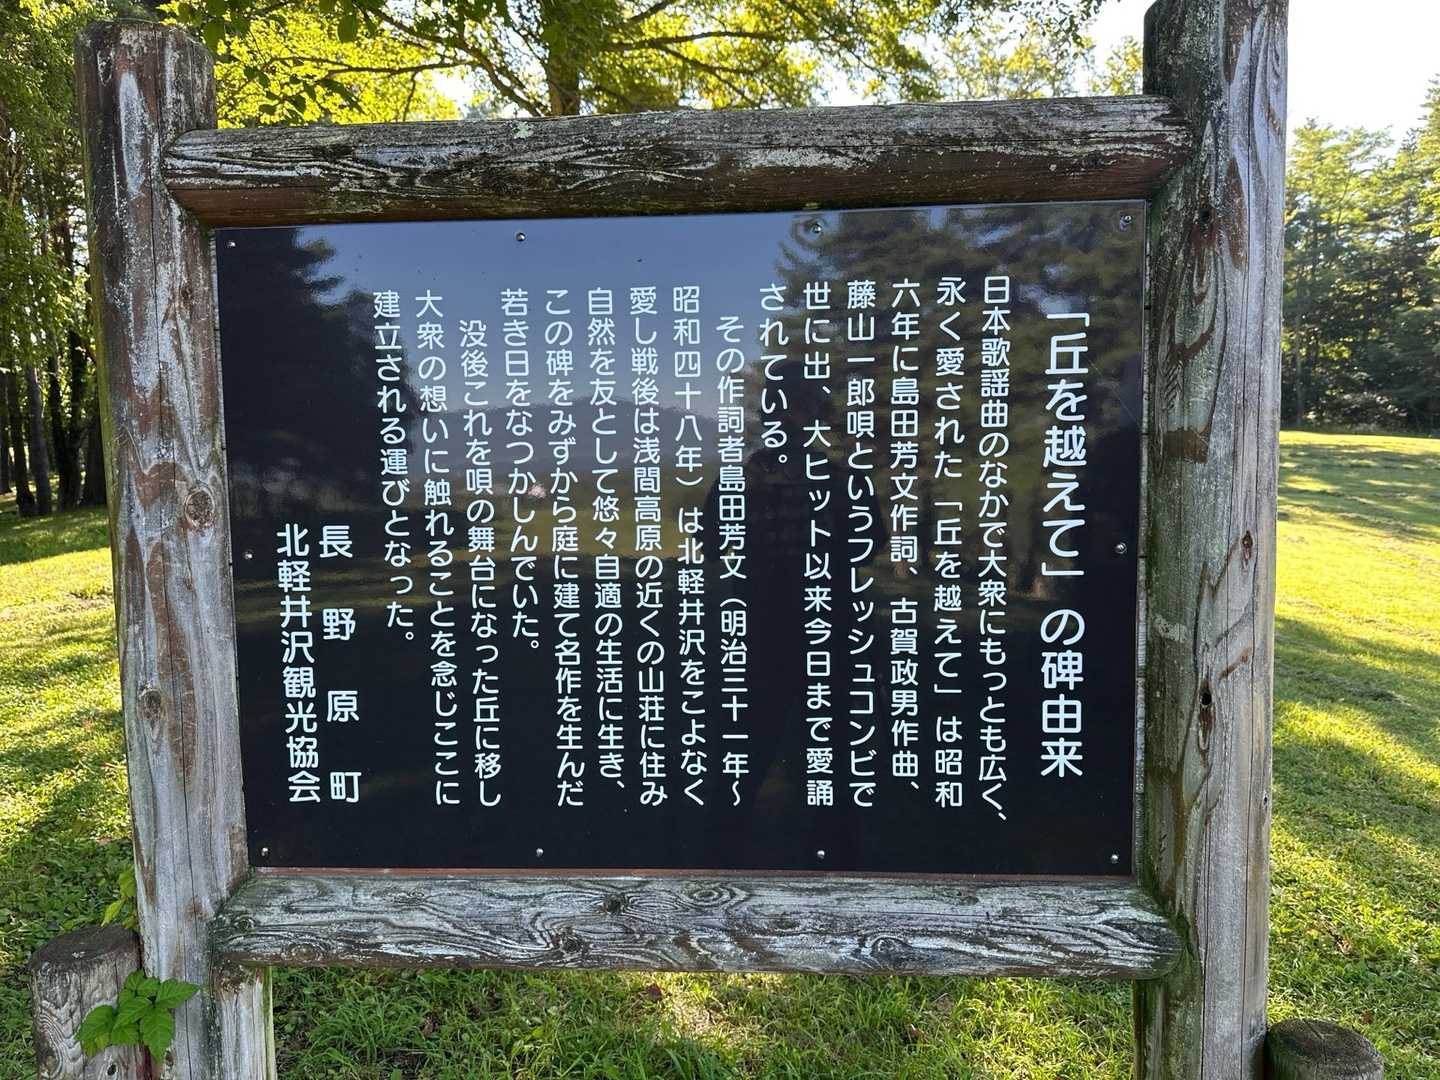 「丘を越えて」の碑由来
日本歌謡曲のなかで大衆にもっとも広く、
永く愛された「丘を越えて」は昭和
六年に島田芳文作詞、古賀政男作曲、
藤山一郎唄というフレッシュコンビで
世に出、大ヒット以来今日まで愛誦
されている。
その作詞者島田芳文（明治三十一年〜
昭和四十八年）は北軽井沢をこよなく
愛し戦後は浅間高原の近くの山荘に住み
自然を友として悠々自適の生活に生き、
この碑をみずから庭に建て名作を生んだ
若き日をなつかしんでいた。
没後これを唄の舞台になった丘に移し
大衆の想いに触れることを念じここに
建立される運びとなった。
長野原町
北軽井沢観光協会